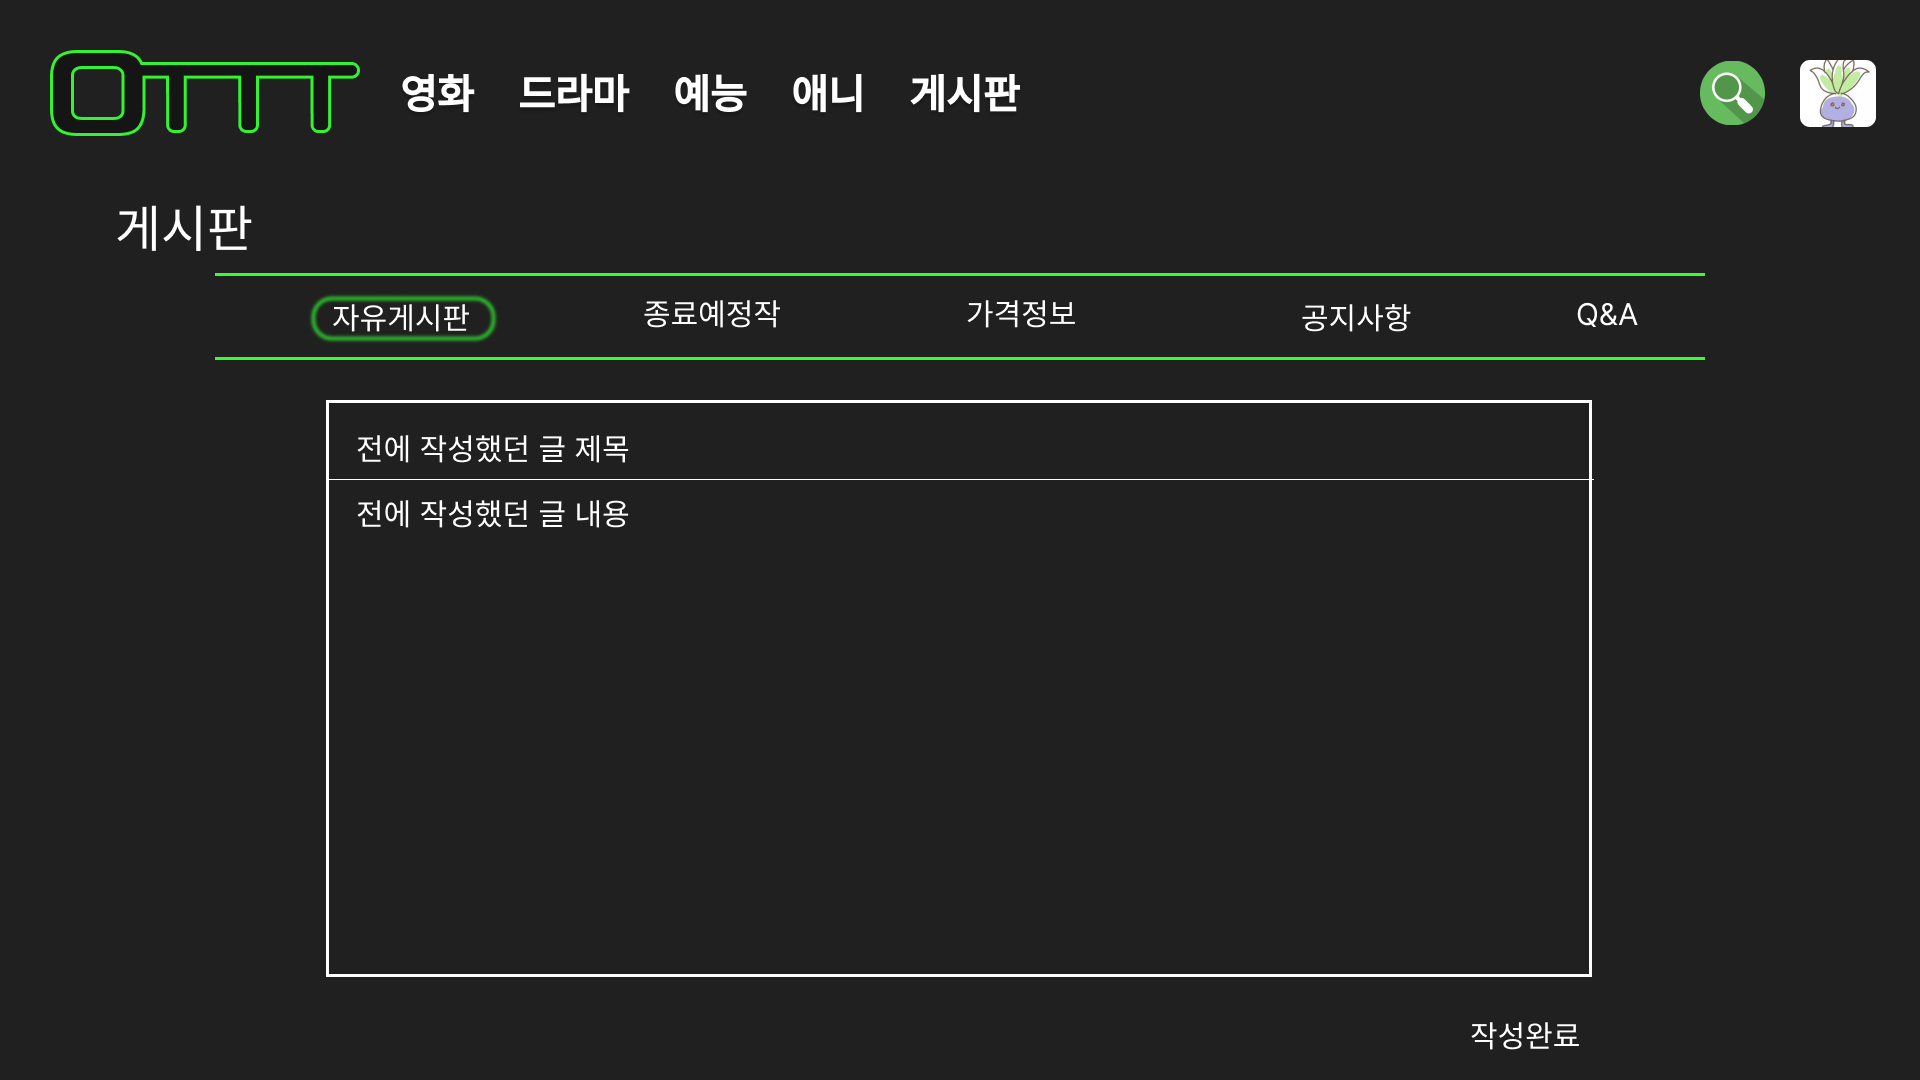 OTTT
영화 드라마 예능 애니 게시판
게시판
자유게시판 종료예정작 가격정보 공지사항 Q&A
전에 작성했던 글 제목
전에 작성했던 글 내용
작성완료